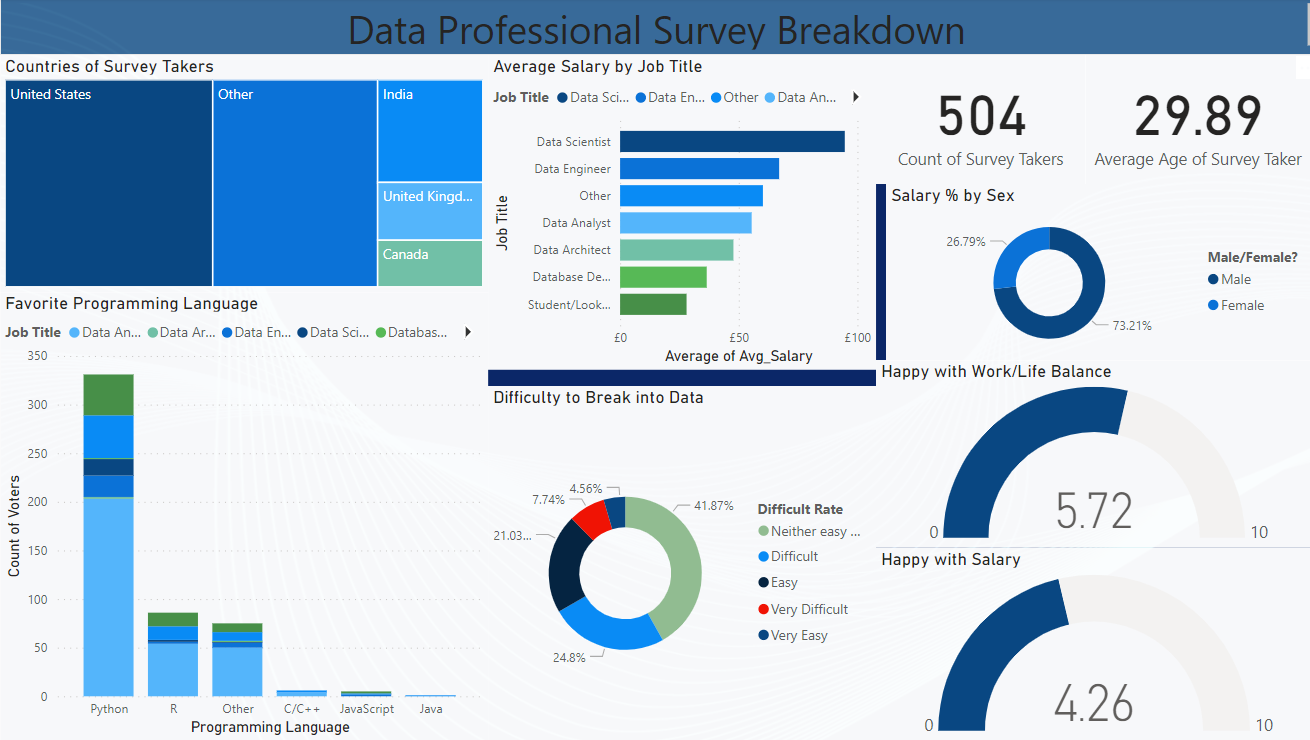 Data Professional Survey Breakdown
Countries of Survey Takers
United States
Other
India
United Kingd...
Canada
Favorite Programming Language
Job Title Data An... Data Ar... Data En... Data Sci... Databas...
350
300
250
200
150
100
50
0
Count of Voters
Python R Other C/C++ JavaScript Java
Programming Language
Average Salary by Job Title
Job Title Data Sci... Data En... Other Data An...
Job Title
Data Scientist
Data Engineer
Other
Data Analyst
Data Architect
Database De...
Student/Look...
£0 £50 £100
Average of Avg_Salary
Difficulty to Break into Data
4.56%
7.74%
41.87%
21.03...
24.8%
Difficult Rate
Neither easy ...
Difficult
Easy
Very Difficult
Very Easy
504
Count of Survey Takers
29.89
Average Age of Survey Taker
Salary % by Sex
26.79%
73.21%
Male/Female?
Male
Female
Happy with Work/Life Balance
5.72
0 10
Happy with Salary
4.26
0 10